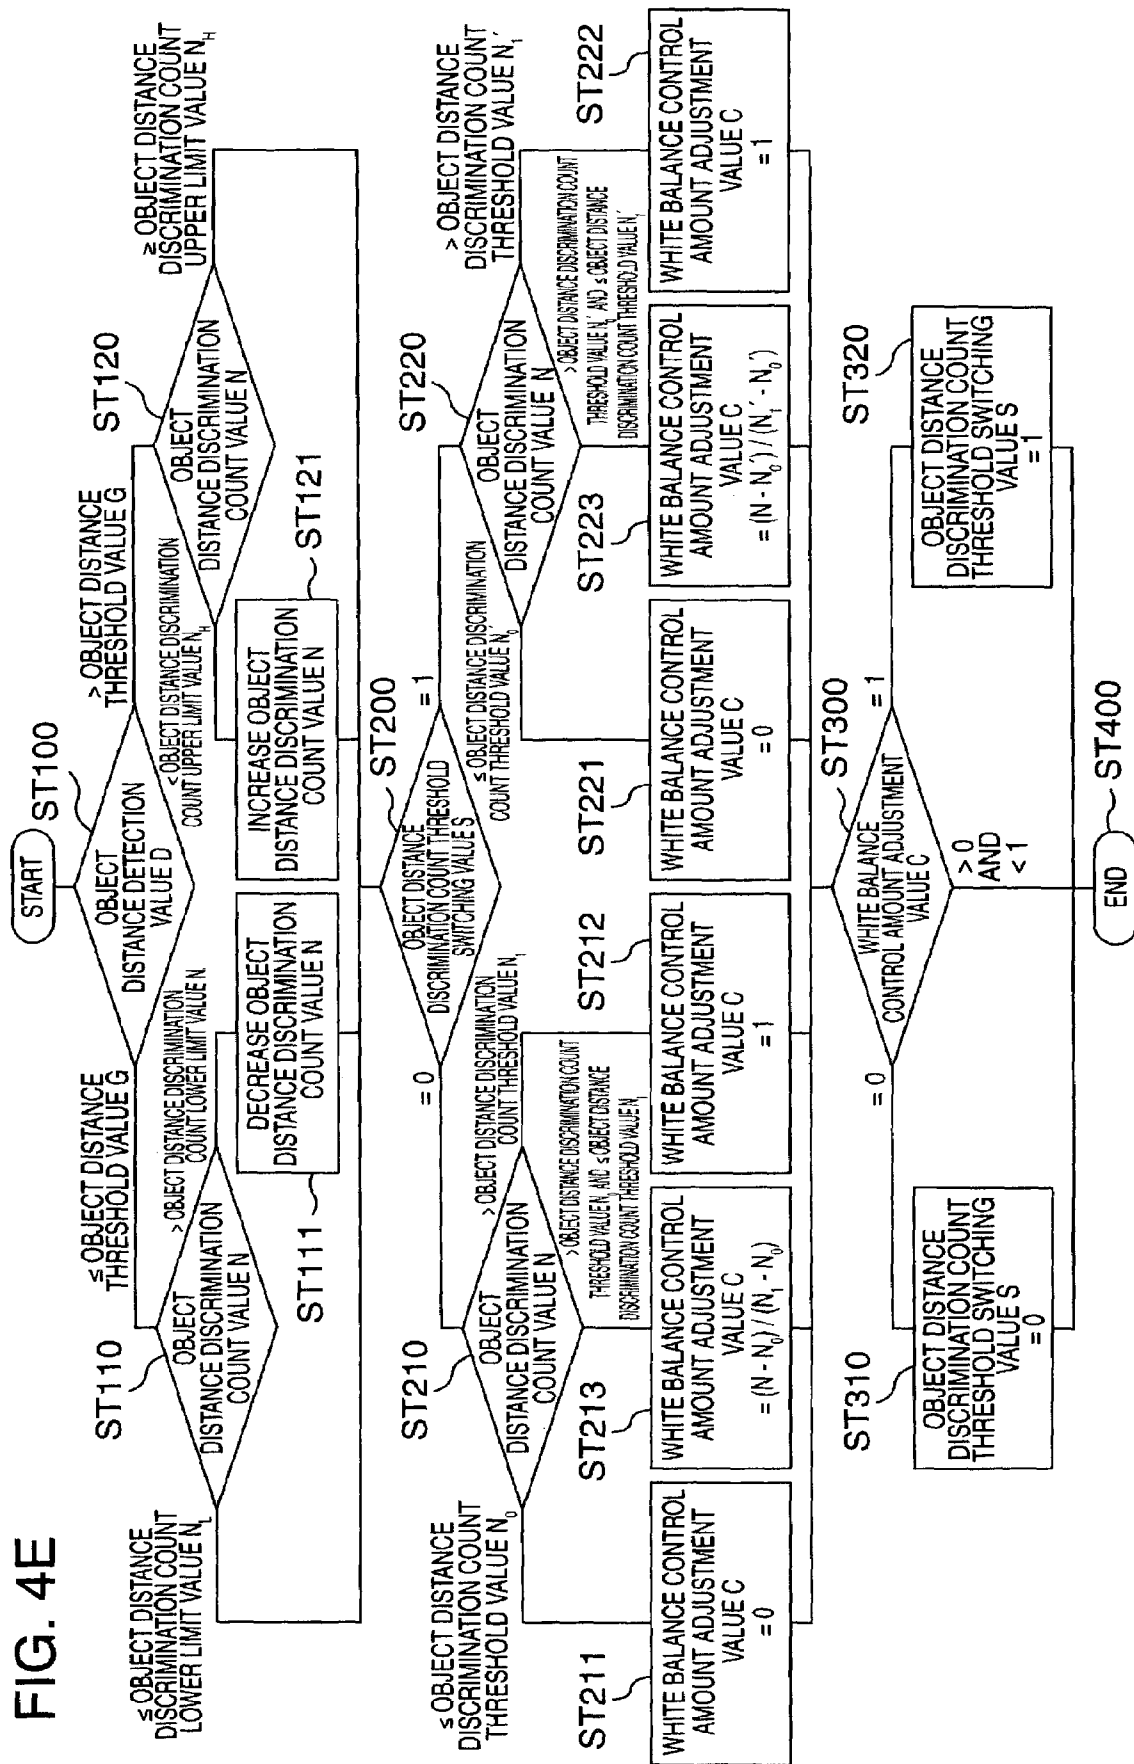 FIG. 4E
START
ST100
OBJECT
DISTANCE DETECTION
VALUE D
≤ OBJECT DISTANCE
THRESHOLD VALUE G
> OBJECT DISTANCE
THRESHOLD VALUE G
ST110
OBJECT
DISTANCE DISCRIMINATION
COUNT VALUE N
≤ OBJECT DISTANCE
DISCRIMINATION COUNT
LOWER LIMIT VALUE N_L
> OBJECT DISTANCE DISCRIMINATION
COUNT LOWER LIMIT VALUE N_L
ST111
DECREASE OBJECT
DISTANCE DISCRIMINATION
COUNT VALUE N
ST120
OBJECT
DISTANCE DISCRIMINATION
COUNT VALUE N
< OBJECT DISTANCE DISCRIMINATION
COUNT UPPER LIMIT VALUE N_H
≥ OBJECT DISTANCE
DISCRIMINATION COUNT
UPPER LIMIT VALUE N_H
ST121
INCREASE OBJECT
DISTANCE DISCRIMINATION
COUNT VALUE N
ST200
OBJECT DISTANCE
DISCRIMINATION COUNT THRESHOLD
SWITCHING VALUE S
= 0
= 1
ST210
OBJECT
DISTANCE DISCRIMINATION
COUNT VALUE N
≤ OBJECT DISTANCE
DISCRIMINATION COUNT
THRESHOLD VALUE N_0
> OBJECT DISTANCE DISCRIMINATION
COUNT THRESHOLD VALUE N_1
> OBJECT DISTANCE DISCRIMINATION COUNT
THRESHOLD VALUE N_0 AND ≤ OBJECT DISTANCE
DISCRIMINATION COUNT THRESHOLD VALUE N_1
ST220
OBJECT
DISTANCE DISCRIMINATION
COUNT VALUE N
≤ OBJECT DISTANCE DISCRIMINATION
COUNT THRESHOLD VALUE N_0'
> OBJECT DISTANCE
DISCRIMINATION COUNT
THRESHOLD VALUE N_1'
> OBJECT DISTANCE DISCRIMINATION COUNT
THRESHOLD VALUE N_0' AND ≤ OBJECT DISTANCE
DISCRIMINATION COUNT THRESHOLD VALUE N_1'
ST211
WHITE BALANCE CONTROL
AMOUNT ADJUSTMENT
VALUE C
= 0
ST213
WHITE BALANCE CONTROL
AMOUNT ADJUSTMENT
VALUE C
= (N - N_0) / (N_1 - N_0)
ST212
WHITE BALANCE CONTROL
AMOUNT ADJUSTMENT
VALUE C
= 1
ST221
WHITE BALANCE CONTROL
AMOUNT ADJUSTMENT
VALUE C
= 0
ST223
WHITE BALANCE CONTROL
AMOUNT ADJUSTMENT
VALUE C
= (N - N_0') / (N_1' - N_0')
ST222
WHITE BALANCE CONTROL
AMOUNT ADJUSTMENT
VALUE C
= 1
ST300
WHITE BALANCE
CONTROL AMOUNT ADJUSTMENT
VALUE C
= 0
= 1
> 0
AND
< 1
ST310
OBJECT DISTANCE
DISCRIMINATION COUNT
THRESHOLD SWITCHING
VALUE S
= 0
ST320
OBJECT DISTANCE
DISCRIMINATION COUNT
THRESHOLD SWITCHING
VALUE S
= 1
END
ST400